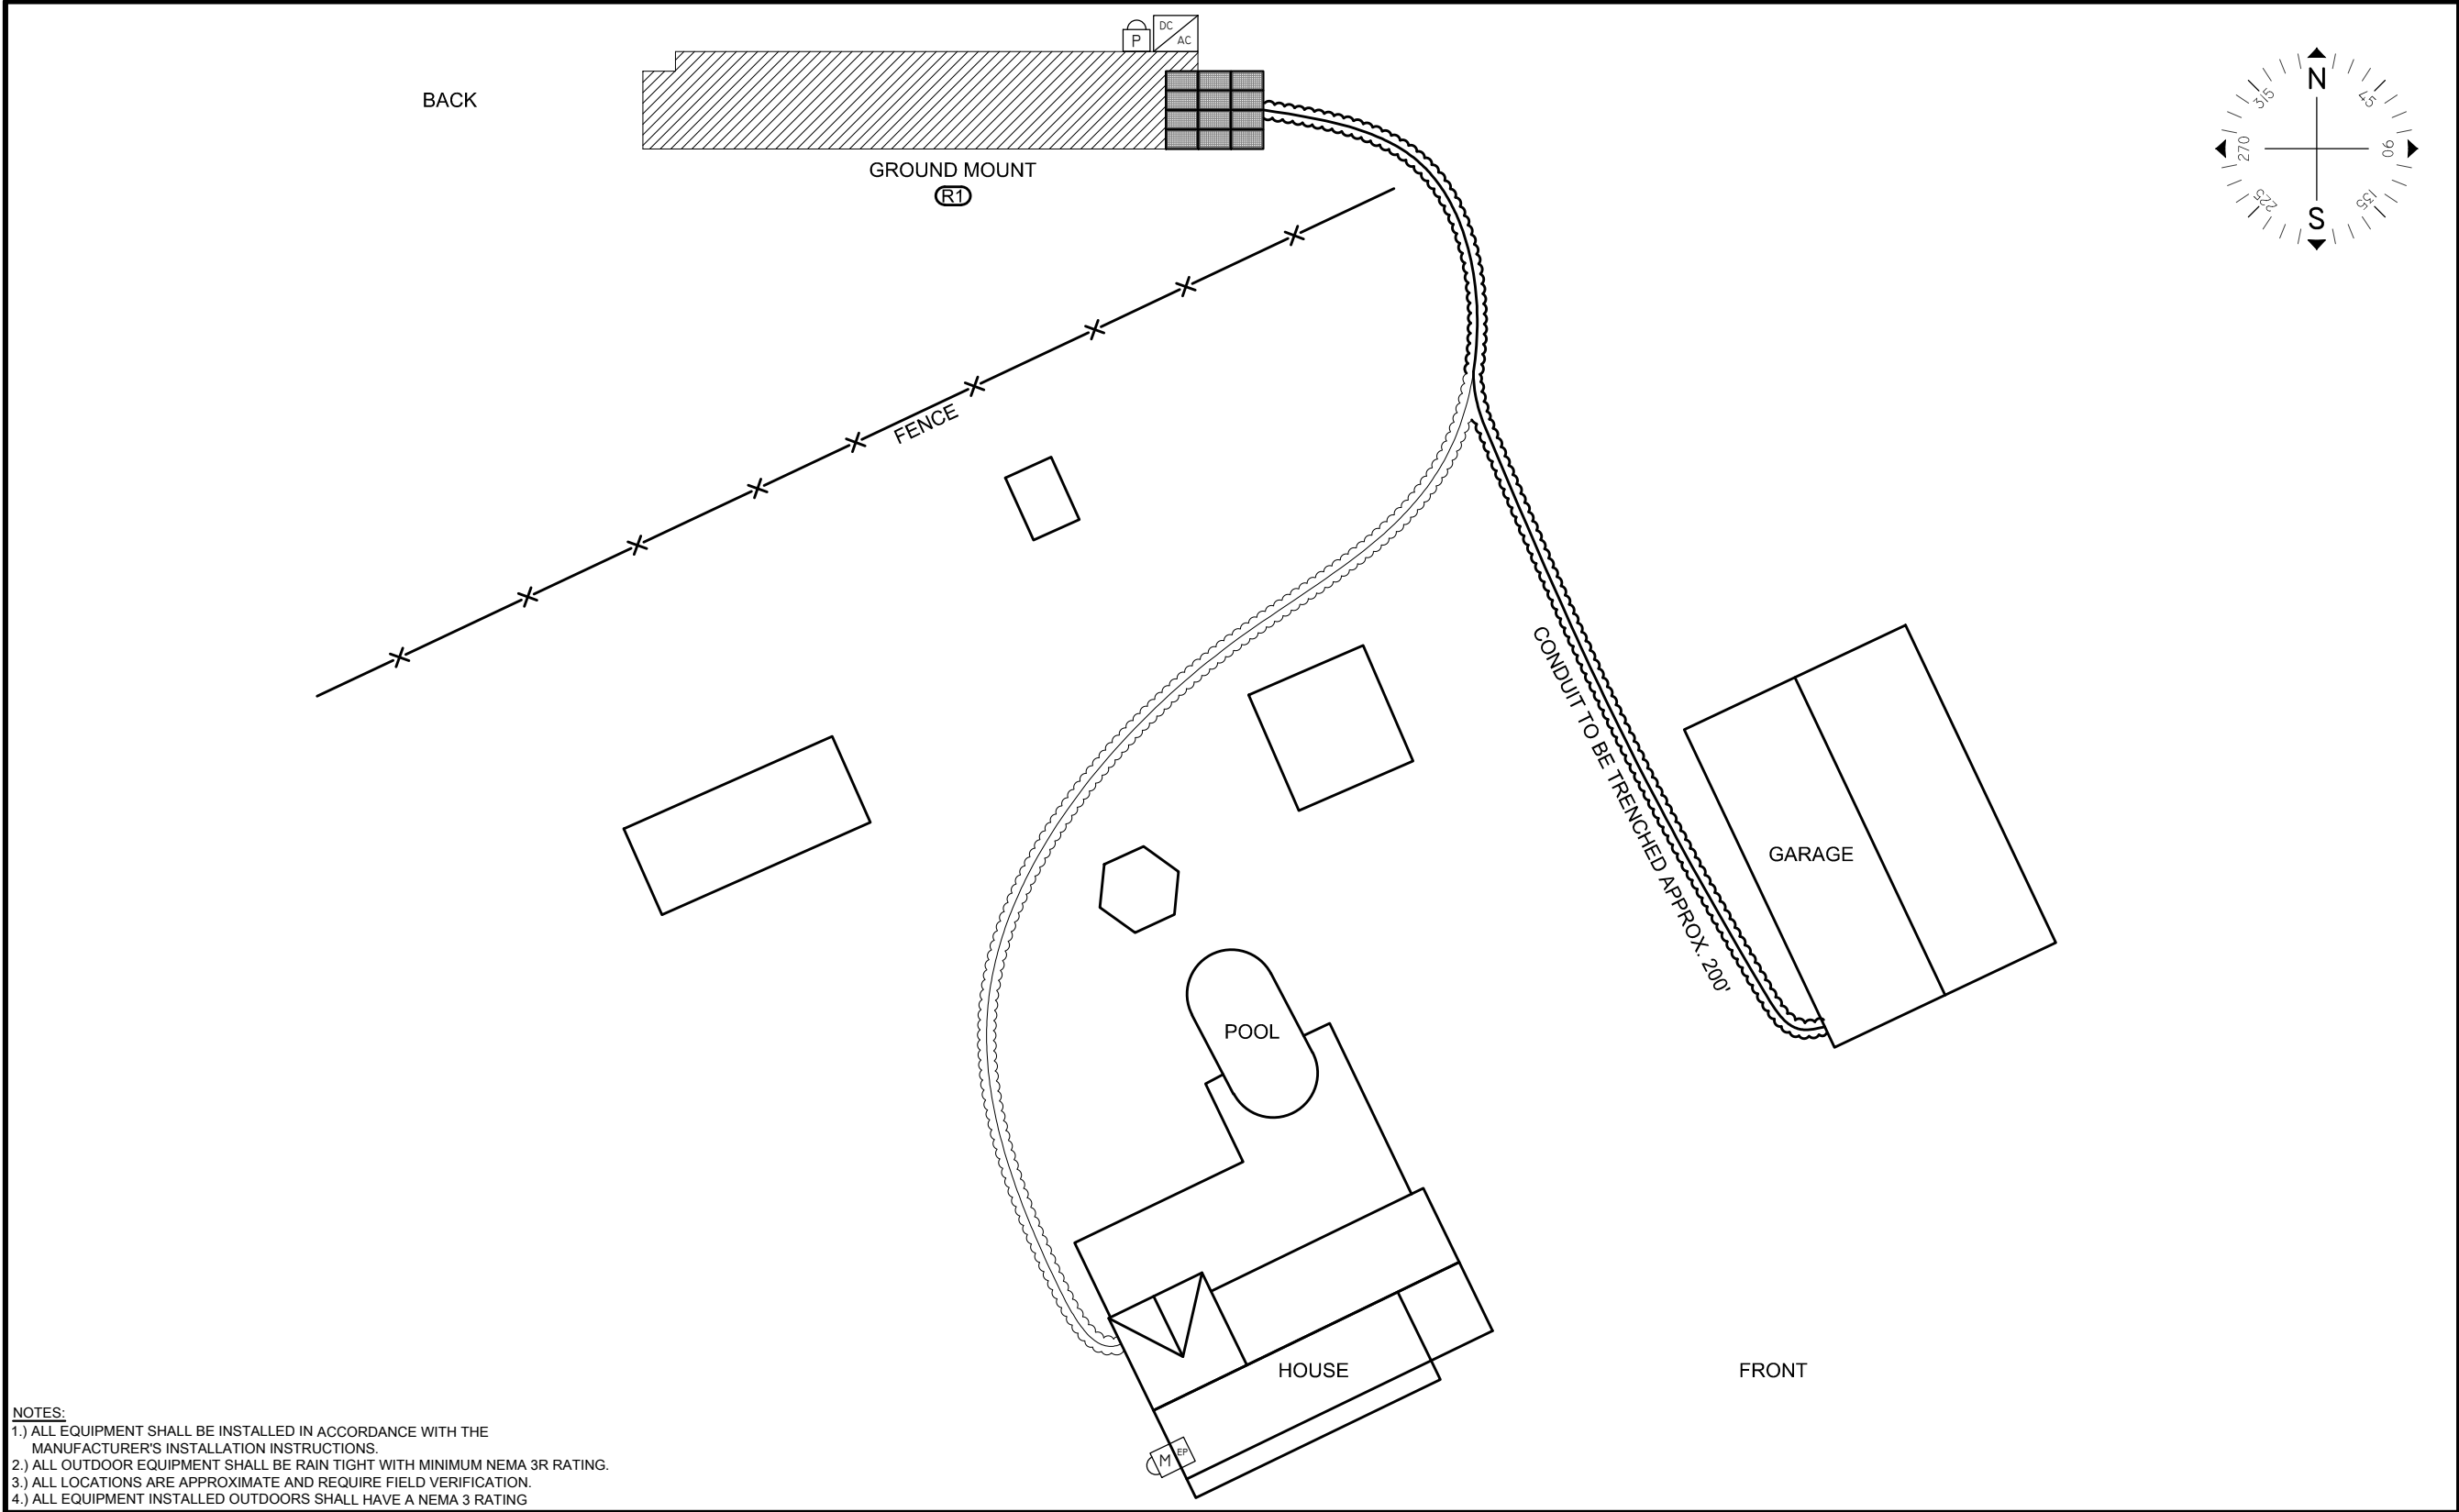 P
DC
AC
BACK
GROUND MOUNT
R1
N
45
90
135
S
225
270
315
FENCE
CONDUIT TO BE TRENCHED APPROX. 200'
GARAGE
POOL
HOUSE
FRONT
M
EP
NOTES:
1.) ALL EQUIPMENT SHALL BE INSTALLED IN ACCORDANCE WITH THE
MANUFACTURER'S INSTALLATION INSTRUCTIONS.
2.) ALL OUTDOOR EQUIPMENT SHALL BE RAIN TIGHT WITH MINIMUM NEMA 3R RATING.
3.) ALL LOCATIONS ARE APPROXIMATE AND REQUIRE FIELD VERIFICATION.
4.) ALL EQUIPMENT INSTALLED OUTDOORS SHALL HAVE A NEMA 3 RATING